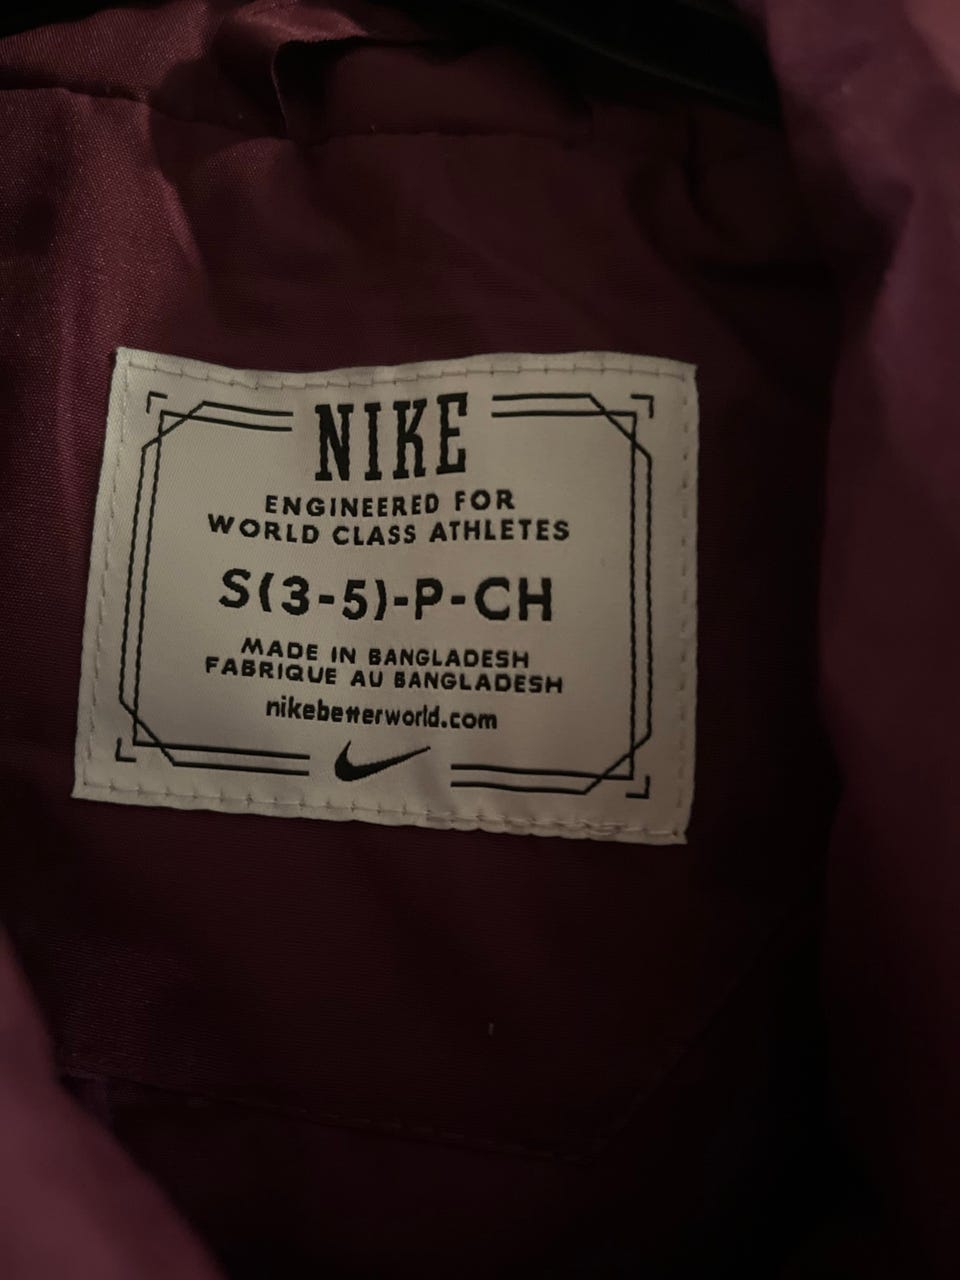 NIKE
ENGINEERED FOR
WORLD CLASS ATHLETES
S(3-5)-P-CH
MADE IN BANGLADESH
FABRIQUE AU BANGLADESH
nikebetterworld.com